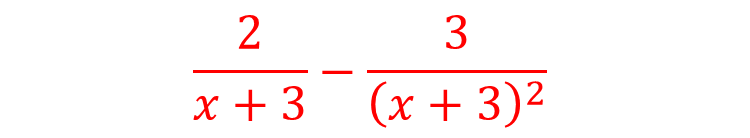 2/(x + 3) − 3/(x + 3)²